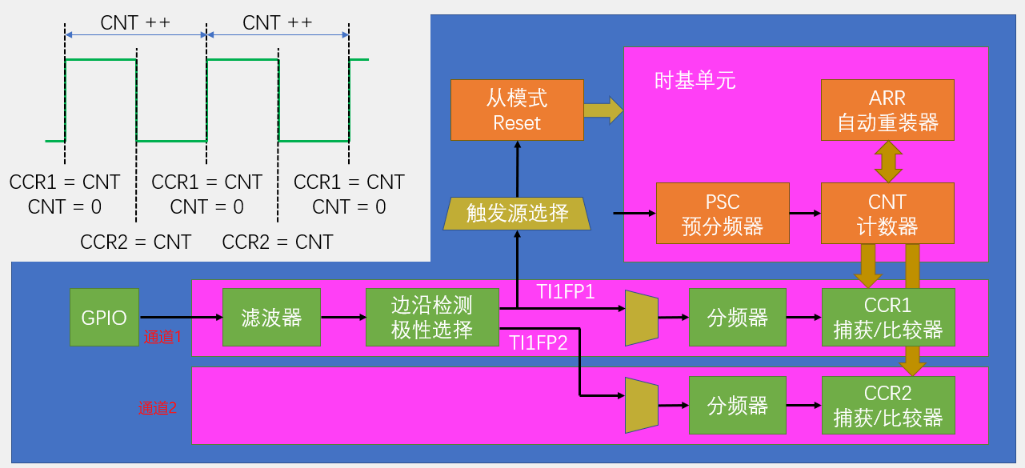 CNT ++ CNT ++
CCR1 = CNT CCR1 = CNT CCR1 = CNT
CNT = 0 CNT = 0 CNT = 0
CCR2 = CNT CCR2 = CNT
从模式
Reset
触发源选择
时基单元
ARR
自动重装器
PSC
预分频器
CNT
计数器
GPIO
通道1
滤波器
边沿检测
极性选择
TI1FP1
TI1FP2
分频器
CCR1
捕获/比较器
通道2
分频器
CCR2
捕获/比较器